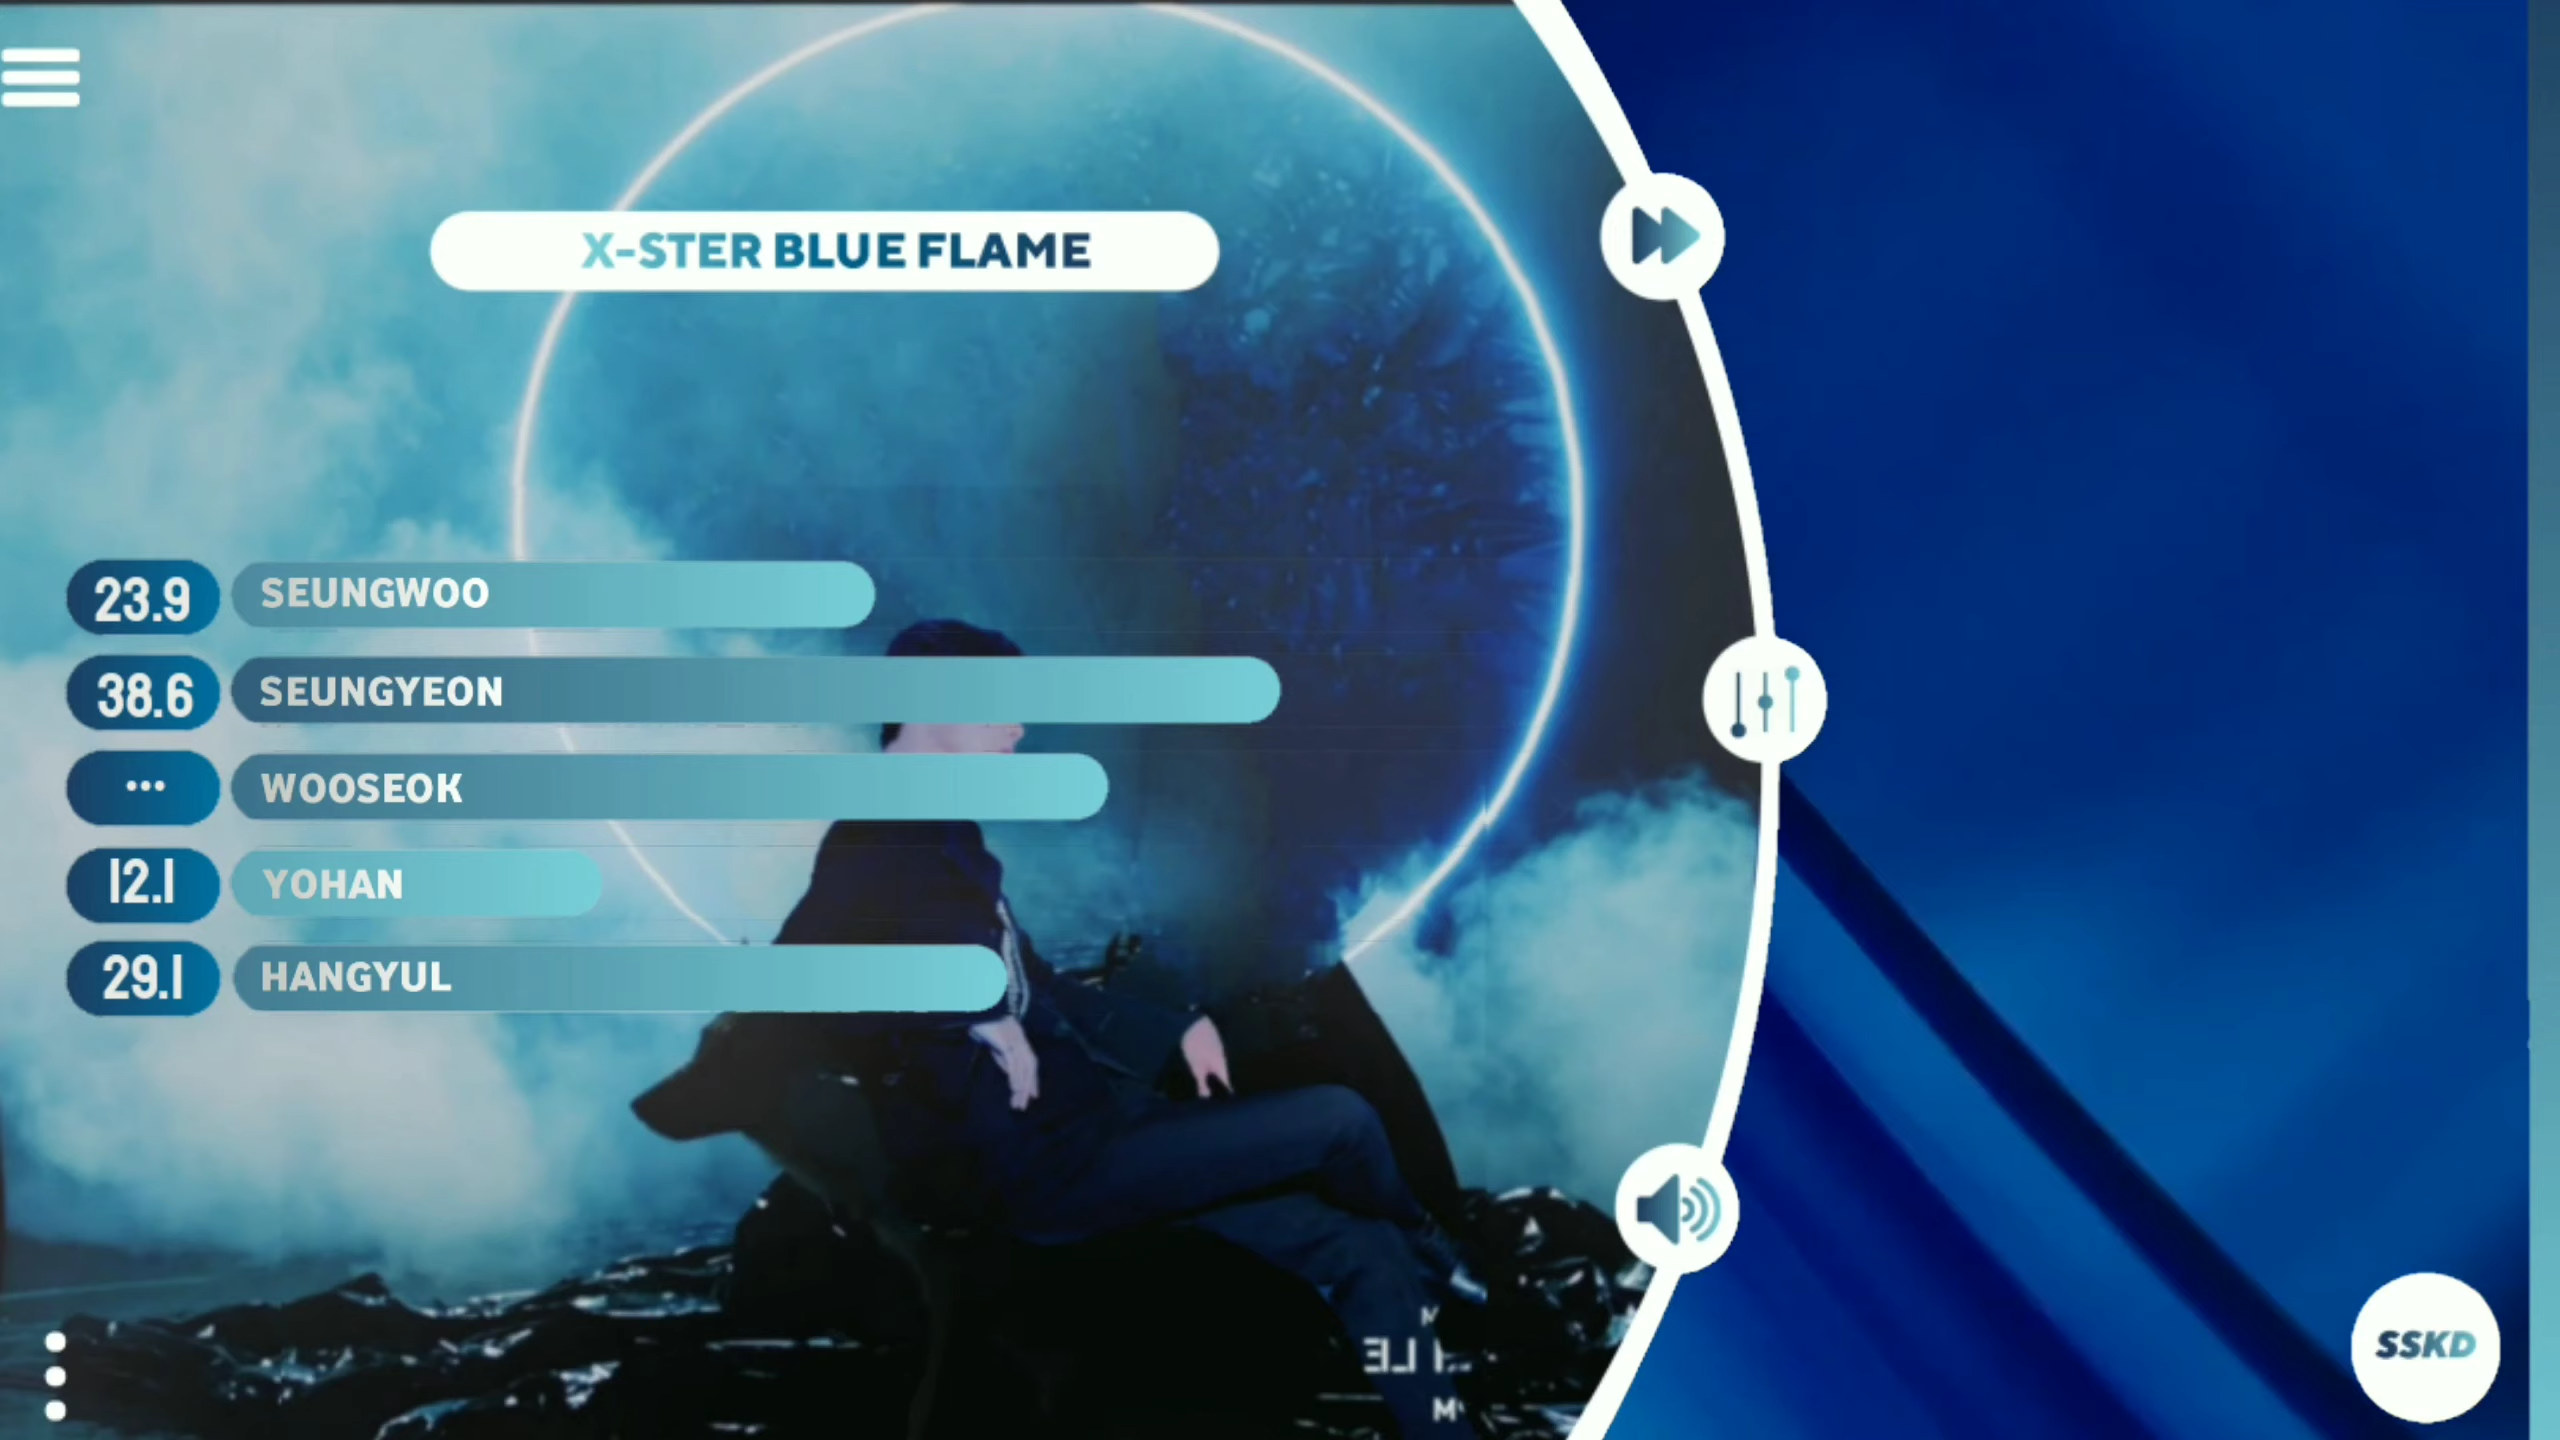 X-STER BLUE FLAME
23.9 SEUNGWOO
38.6 SEUNGYEON
... WOOSEOK
12.1 YOHAN
29.1 HANGYUL
SSKD